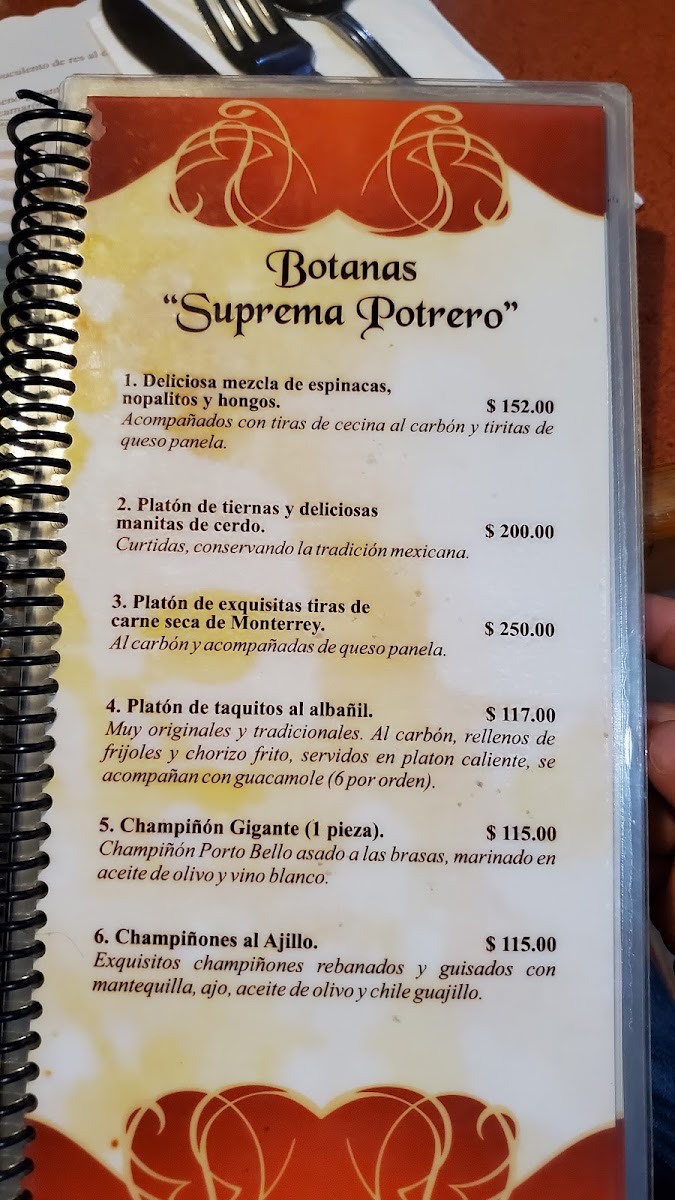 suculento de res al
Botanas
“Suprema Potrero”
1. Deliciosa mezcla de espinacas,
nopalitos y hongos. $ 152.00
Acompañados con tiras de cecina al carbón y tiritas de
queso panela.
2. Platón de tiernas y deliciosas
manitas de cerdo. $ 200.00
Curtidas, conservando la tradición mexicana.
3. Platón de exquisitas tiras de
carne seca de Monterrey. $ 250.00
Al carbón y acompañadas de queso panela.
4. Platón de taquitos al albañil. $ 117.00
Muy originales y tradicionales. Al carbón, rellenos de
frijoles y chorizo frito, servidos en platon caliente, se
acompañan con guacamole (6 por orden).
5. Champiñón Gigante (1 pieza). $ 115.00
Champiñón Porto Bello asado a las brasas, marinado en
aceite de olivo y vino blanco.
6. Champiñones al Ajillo. $ 115.00
Exquisitos champiñones rebanados y guisados con
mantequilla, ajo, aceite de olivo y chile guajillo.